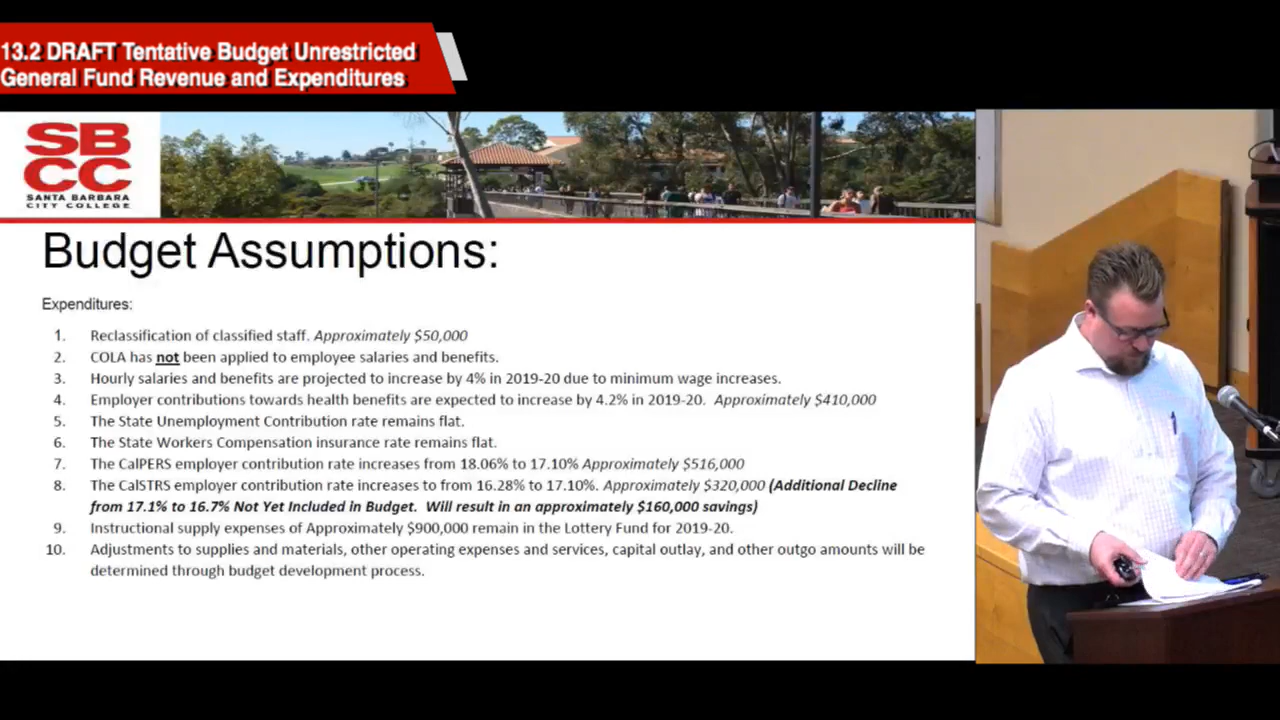 13.2 DRAFT Tentative Budget Unrestricted
General Fund Revenue and Expenditures
SB
CC
SANTA BARBARA
CITY COLLEGE
Budget Assumptions:
Expenditures:
1. Reclassification of classified staff. Approximately $50,000
2. COLA has not been applied to employee salaries and benefits.
3. Hourly salaries and benefits are projected to increase by 4% in 2019-20 due to minimum wage increases.
4. Employer contributions towards health benefits are expected to increase by 4.2% in 2019-20. Approximately $410,000
5. The State Unemployment Contribution rate remains flat.
6. The State Workers Compensation insurance rate remains flat.
7. The CalPERS employer contribution rate increases from 18.06% to 17.10% Approximately $516,000
8. The CalSTRS employer contribution rate increases to from 16.28% to 17.10%. Approximately $320,000 (Additional Decline
from 17.1% to 16.7% Not Yet Included in Budget. Will result in an approximately $160,000 savings)
9. Instructional supply expenses of Approximately $900,000 remain in the Lottery Fund for 2019-20.
10. Adjustments to supplies and materials, other operating expenses and services, capital outlay, and other outgo amounts will be
determined through budget development process.